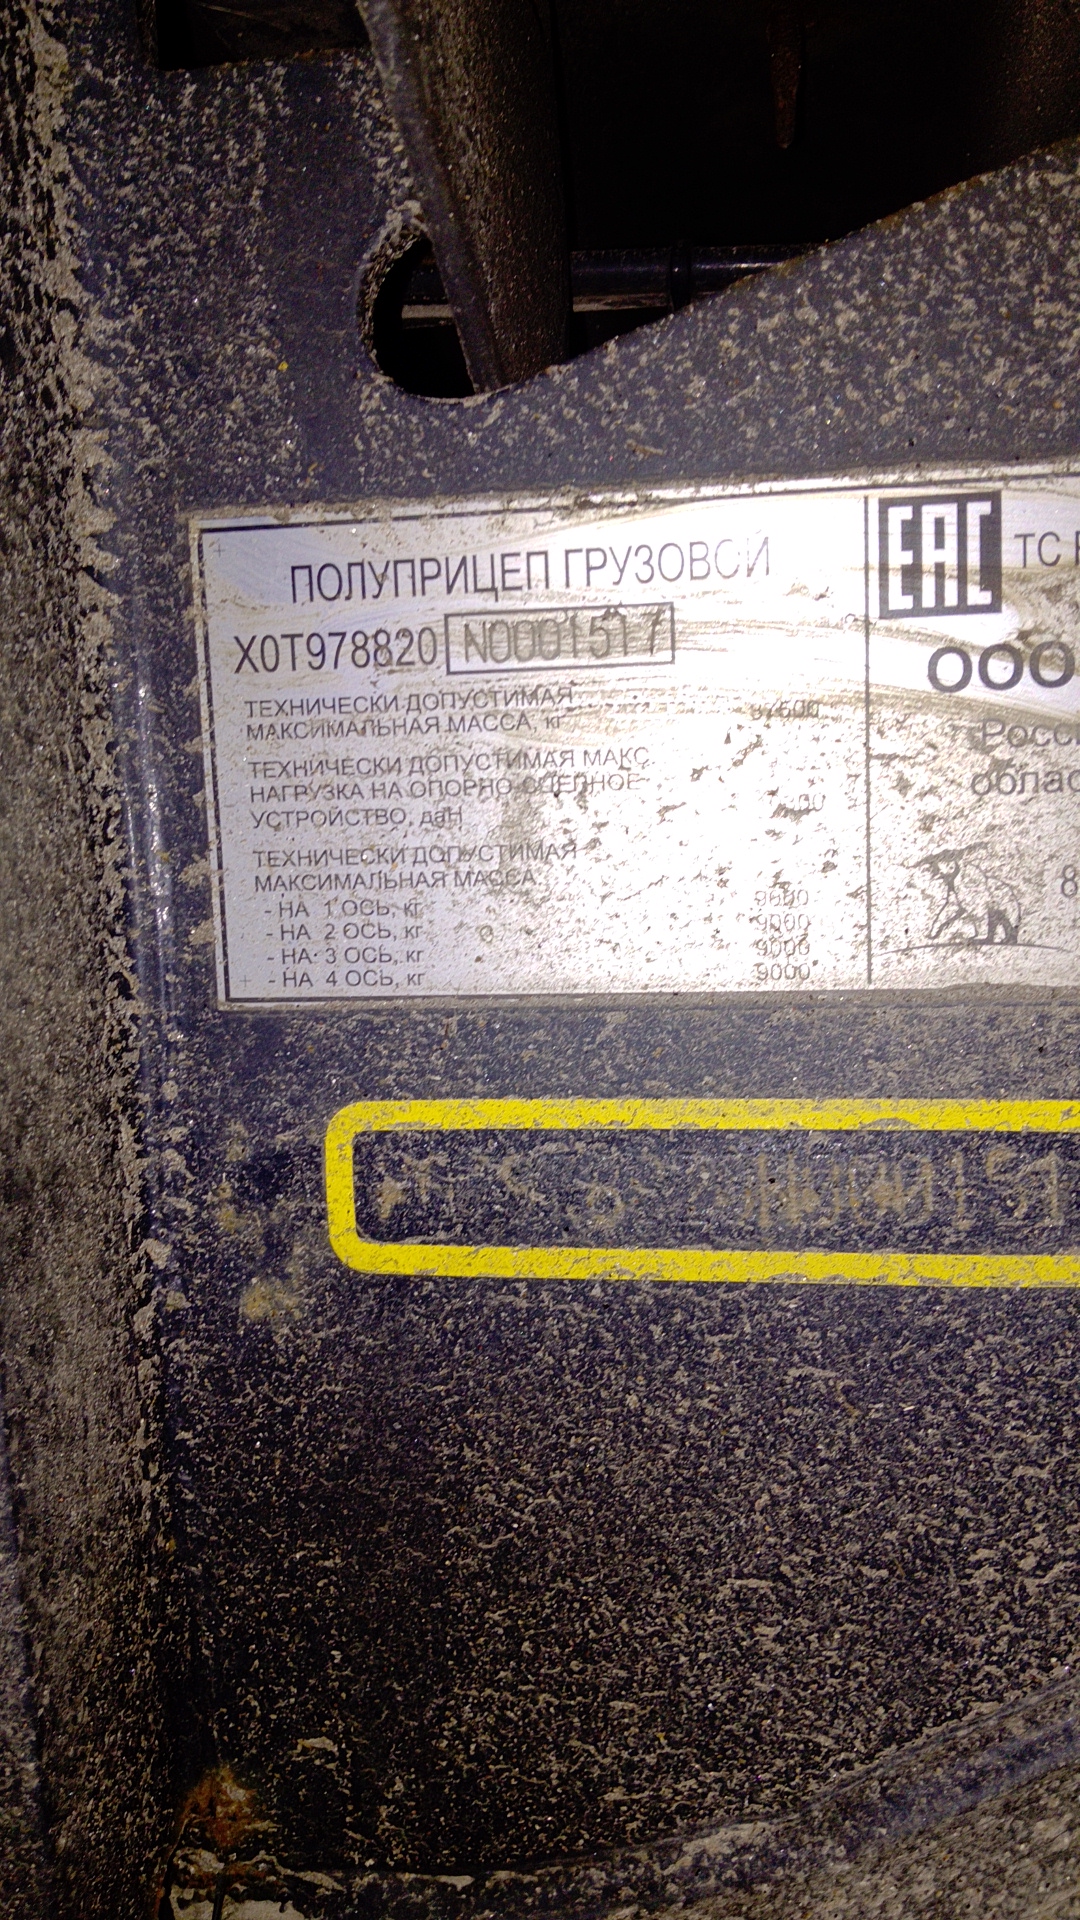 ПОЛУПРИЦЕП ГРУЗОВОЙ
X0T978820 N0001517
ТЕХНИЧЕСКИ ДОПУСТИМАЯ
МАКСИМАЛЬНАЯ МАССА, кг
ТЕХНИЧЕСКИ ДОПУСТИМАЯ МАКС.
НАГРУЗКА НА ОПОРНО-СЦЕПНОЕ
УСТРОЙСТВО, даН
ТЕХНИЧЕСКИ ДОПУСТИМАЯ
МАКСИМАЛЬНАЯ МАССА
- НА 1 ОСЬ, кг 9000
- НА 2 ОСЬ, кг 9000
- НА 3 ОСЬ, кг 9000
- НА 4 ОСЬ, кг 9000
EAC ТС
ООО